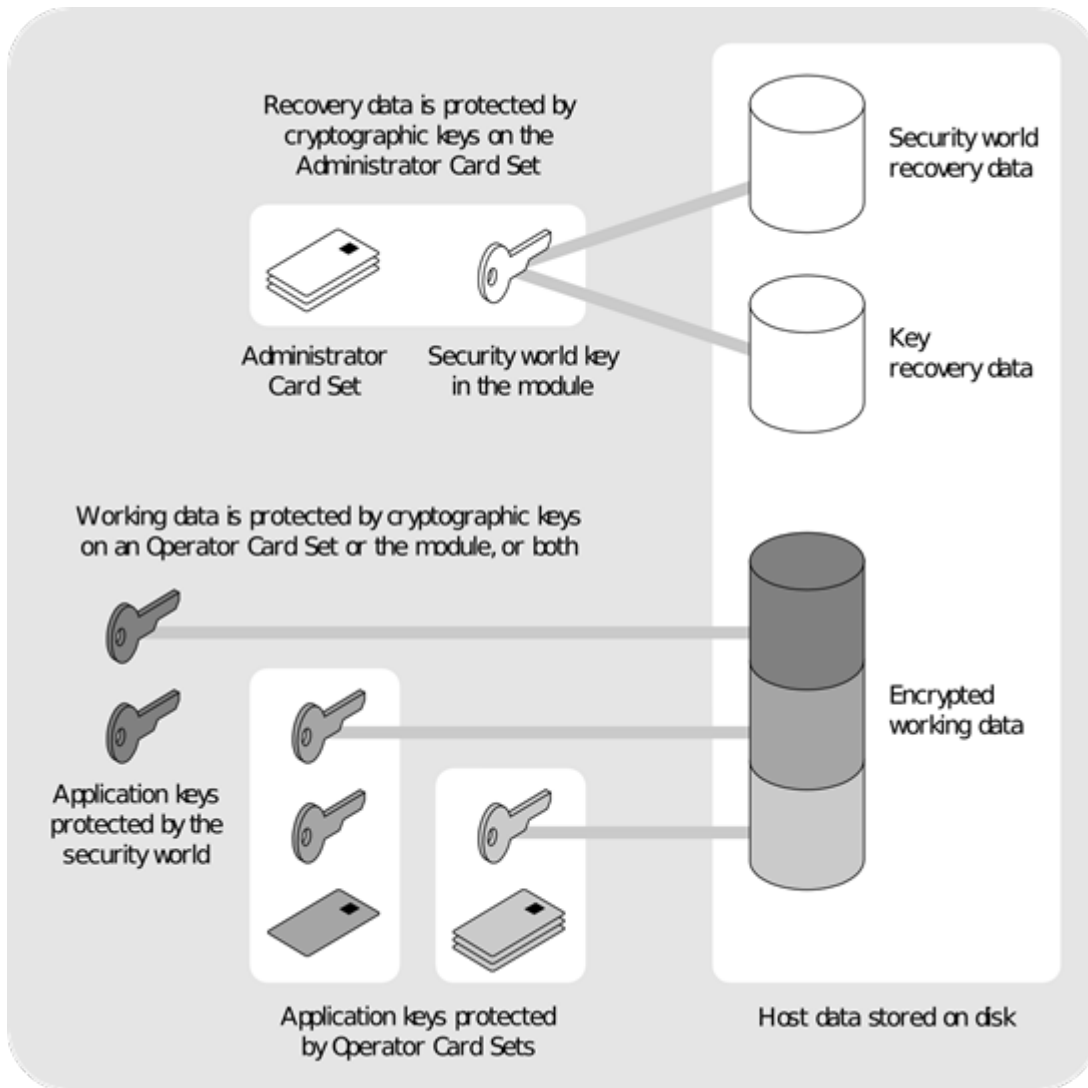 Recovery data is protected by
cryptographic keys on the
Administrator Card Set
Security world
recovery data
Administrator
Card Set
Security world key
in the module
Key
recovery data
Working data is protected by cryptographic keys
on an Operator Card Set or the module, or both
Encrypted
working data
Application keys
protected by the
security world
Application keys protected
by Operator Card Sets
Host data stored on disk